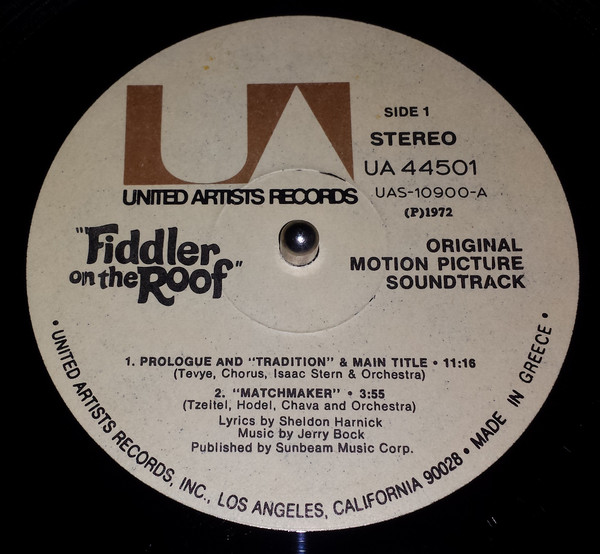 UA
SIDE 1
STEREO
UA 44501
UAS-10900-A
(P)1972
UNITED ARTISTS RECORDS
"Fiddler
on the Roof"
ORIGINAL
MOTION PICTURE
SOUNDTRACK
1. PROLOGUE AND "TRADITION" & MAIN TITLE • 11:16
(Tevye, Chorus, Isaac Stern & Orchestra)
2. "MATCHMAKER" • 3:55
(Tzeitel, Hodel, Chava and Orchestra)
Lyrics by Sheldon Harnick
Music by Jerry Bock
Published by Sunbeam Music Corp.
• UNITED ARTISTS RECORDS, INC., LOS ANGELES, CALIFORNIA 90028 • MADE IN GREECE •